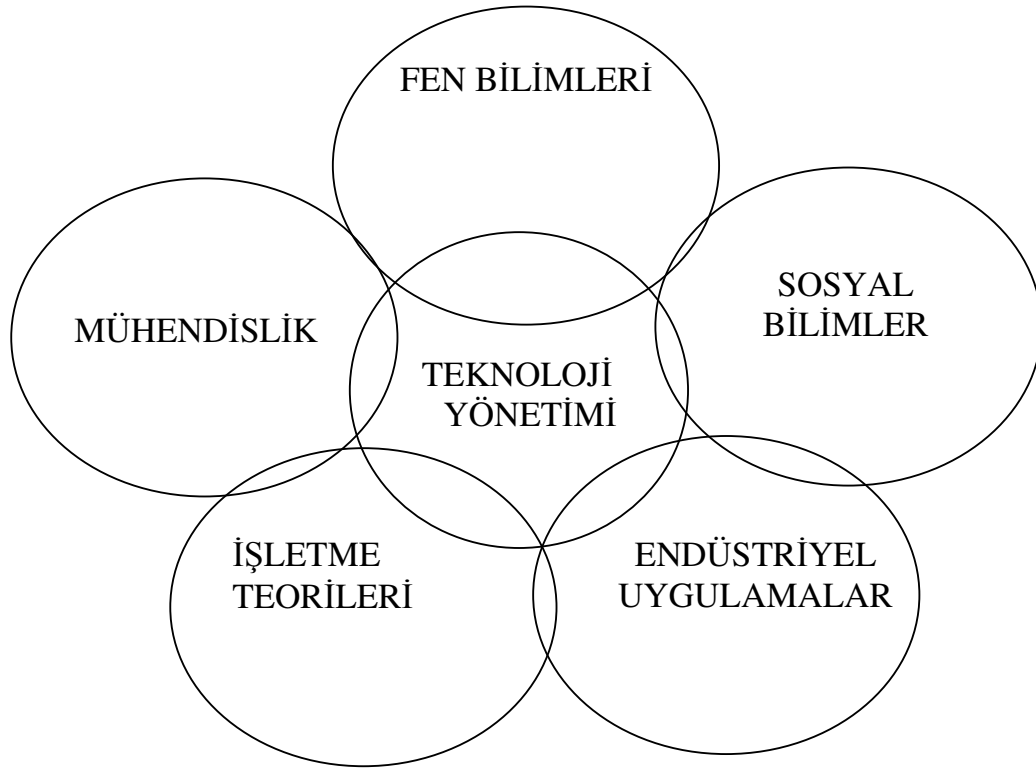 FEN BİLİMLERİ
SOSYAL
BİLİMLER
MÜHENDİSLİK
TEKNOLOJİ
YÖNETİMİ
İŞLETME
TEORİLERİ
ENDÜSTRİYEL
UYGULAMALAR